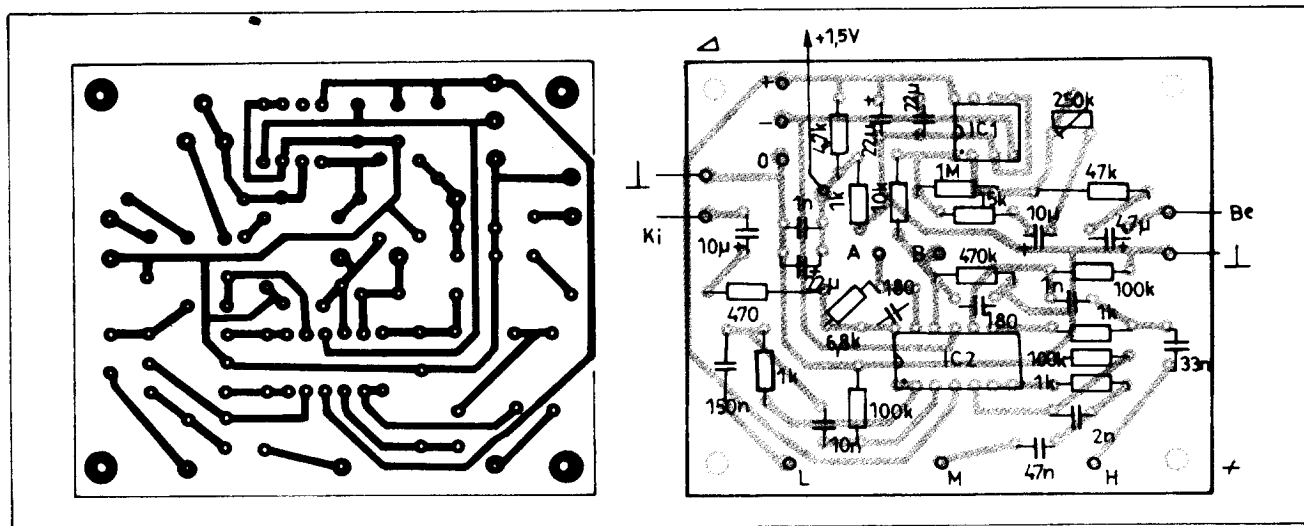 +1,5V
+
−
0
47k
22μ
22μ
IC1
250k
1M
15k
47k
10μ
47μ
Be
⊥
⊥
Ki
10μ
1n
1k
10k
A
B
470k
22μ
470
6,8k
180
180
1n
100k
1k
100k
1k
33n
IC2
150n
1k
10n
100k
2n
47n
L
M
H
+